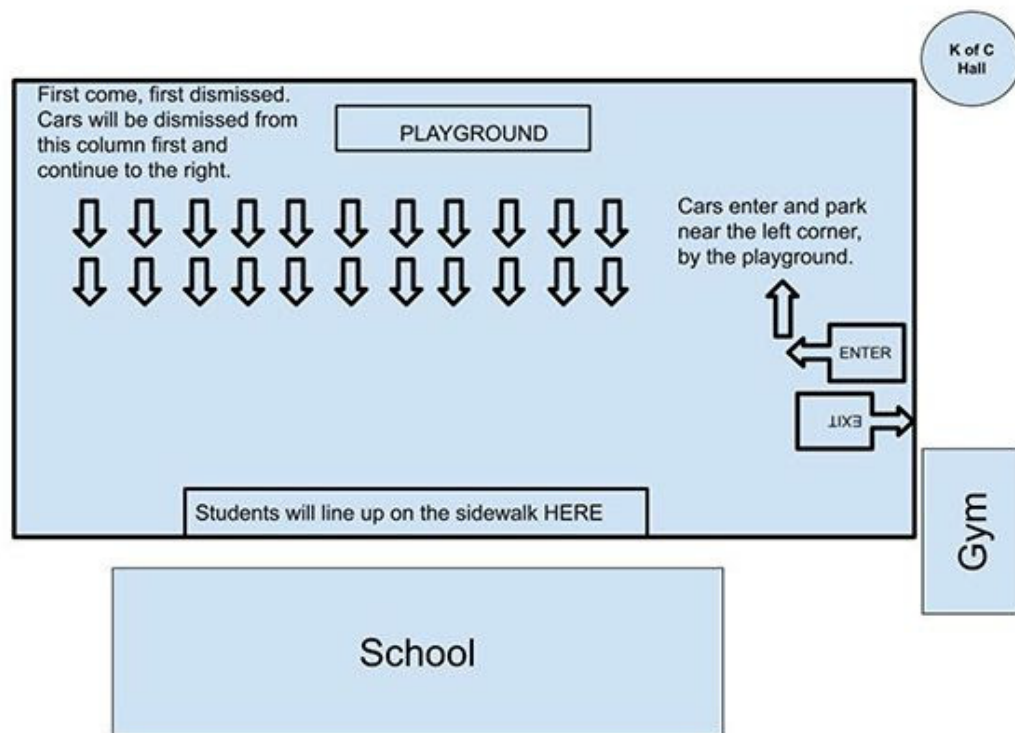 K of C
Hall
First come, first dismissed.
Cars will be dismissed from
this column first and
continue to the right.
PLAYGROUND
Cars enter and park
near the left corner,
by the playground.
ENTER
EXIT
Students will line up on the sidewalk HERE
Gym
School